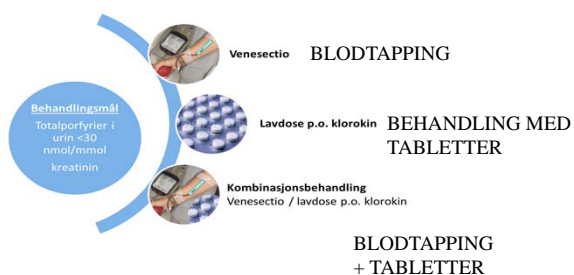 Venesectio
BLODTAPPING
Behandlingsmål
Totalporfyrier i
urin <30
nmol/mmol
kreatinin
Lavdose p.o. klorokin
BEHANDLING MED
TABLETTER
Kombinasjonsbehandling
Venesectio / lavdose p.o. klorokin
BLODTAPPING
+ TABLETTER